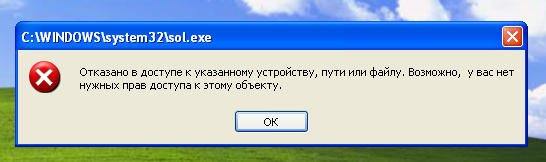 C:\WINDOWS\system32\sol.exe
Отказано в доступе к указанному устройству, пути или файлу. Возможно, у вас нет
нужных прав доступа к этому объекту.
OK